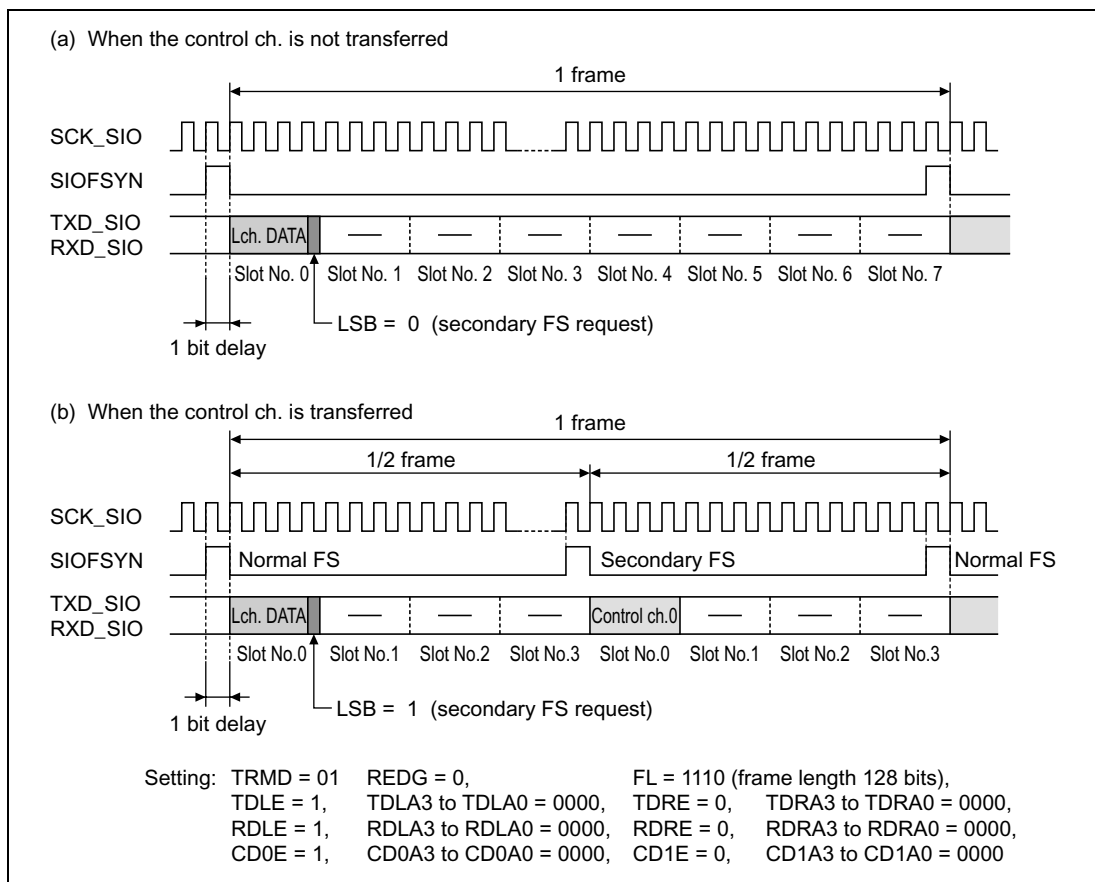 (a) When the control ch. is not transferred
1 frame
SCK_SIO
SIOFSYN
TXD_SIO
RXD_SIO
Lch. DATA
Slot No. 0 Slot No. 1 Slot No. 2 Slot No. 3 Slot No. 4 Slot No. 5 Slot No. 6 Slot No. 7
LSB = 0 (secondary FS request)
1 bit delay
(b) When the control ch. is transferred
1 frame
1/2 frame 1/2 frame
SCK_SIO
SIOFSYN Normal FS Secondary FS Normal FS
TXD_SIO
RXD_SIO
Lch. DATA Control ch.0
Slot No.0 Slot No.1 Slot No.2 Slot No.3 Slot No.0 Slot No.1 Slot No.2 Slot No.3
LSB = 1 (secondary FS request)
1 bit delay
Setting: TRMD = 01 REDG = 0, FL = 1110 (frame length 128 bits),
TDLE = 1, TDLA3 to TDLA0 = 0000, TDRE = 0, TDRA3 to TDRA0 = 0000,
RDLE = 1, RDLA3 to RDLA0 = 0000, RDRE = 0, RDRA3 to RDRA0 = 0000,
CD0E = 1, CD0A3 to CD0A0 = 0000, CD1E = 0, CD1A3 to CD1A0 = 0000